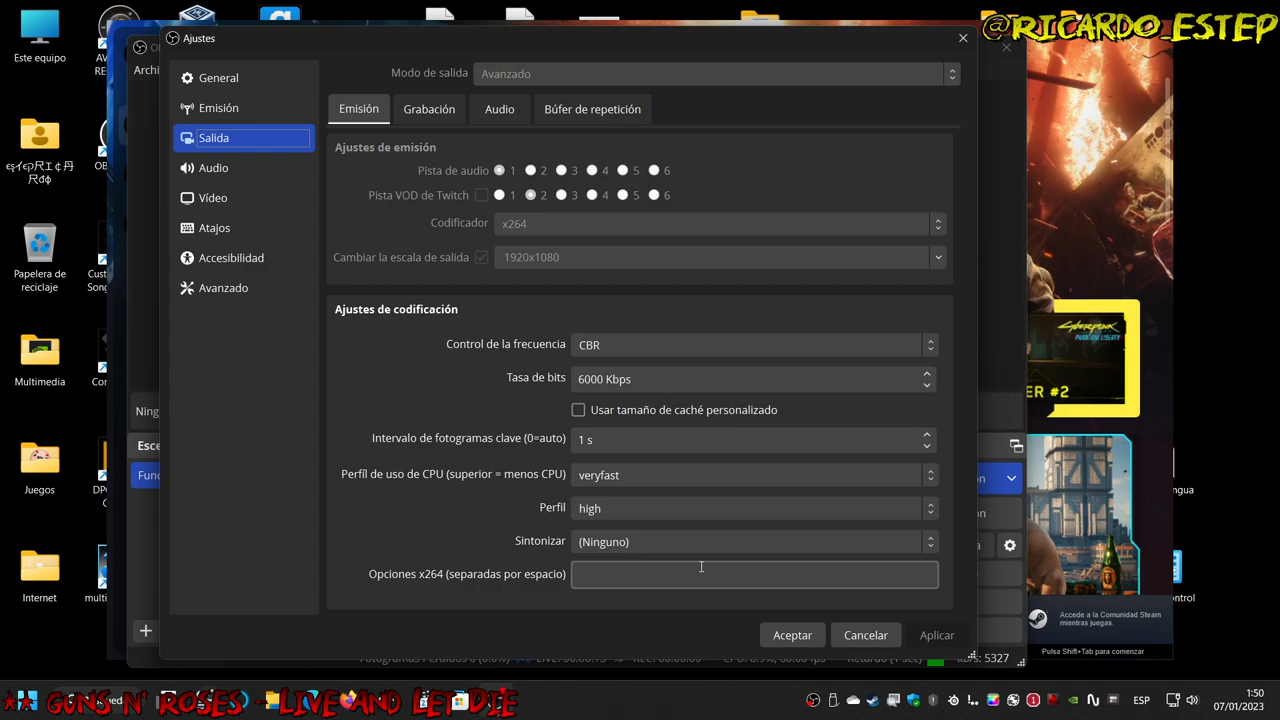 @RICARDO_ESTEP
Este equipo
Papelera de reciclaje
Multimedia
Juegos
Internet
Ajustes
General
Emisión
Salida
Audio
Vídeo
Atajos
Accesibilidad
Avanzado
Modo de salida Avanzado
Emisión Grabación Audio Búfer de repetición
Ajustes de emisión
Pista de audio 1 2 3 4 5 6
Pista VOD de Twitch 1 2 3 4 5 6
Codificador x264
Cambiar la escala de salida 1920x1080
Ajustes de codificación
Control de la frecuencia CBR
Tasa de bits 6000 Kbps
Usar tamaño de caché personalizado
Intervalo de fotogramas clave (0=auto) 1 s
Perfil de uso de CPU (superior = menos CPU) veryfast
Perfil high
Sintonizar (Ninguno)
Opciones x264 (separadas por espacio)
Aceptar Cancelar Aplicar
CYBERPUNK
PHANTOM LIBERTY
#2
Accede a la Comunidad Steam
mientras juegas.
Pulsa Shift+Tab para comenzar
kb/s: 5327
** GUNS N' ROSES - LIVE AND LET DIE
ESP
1:50
07/01/2023